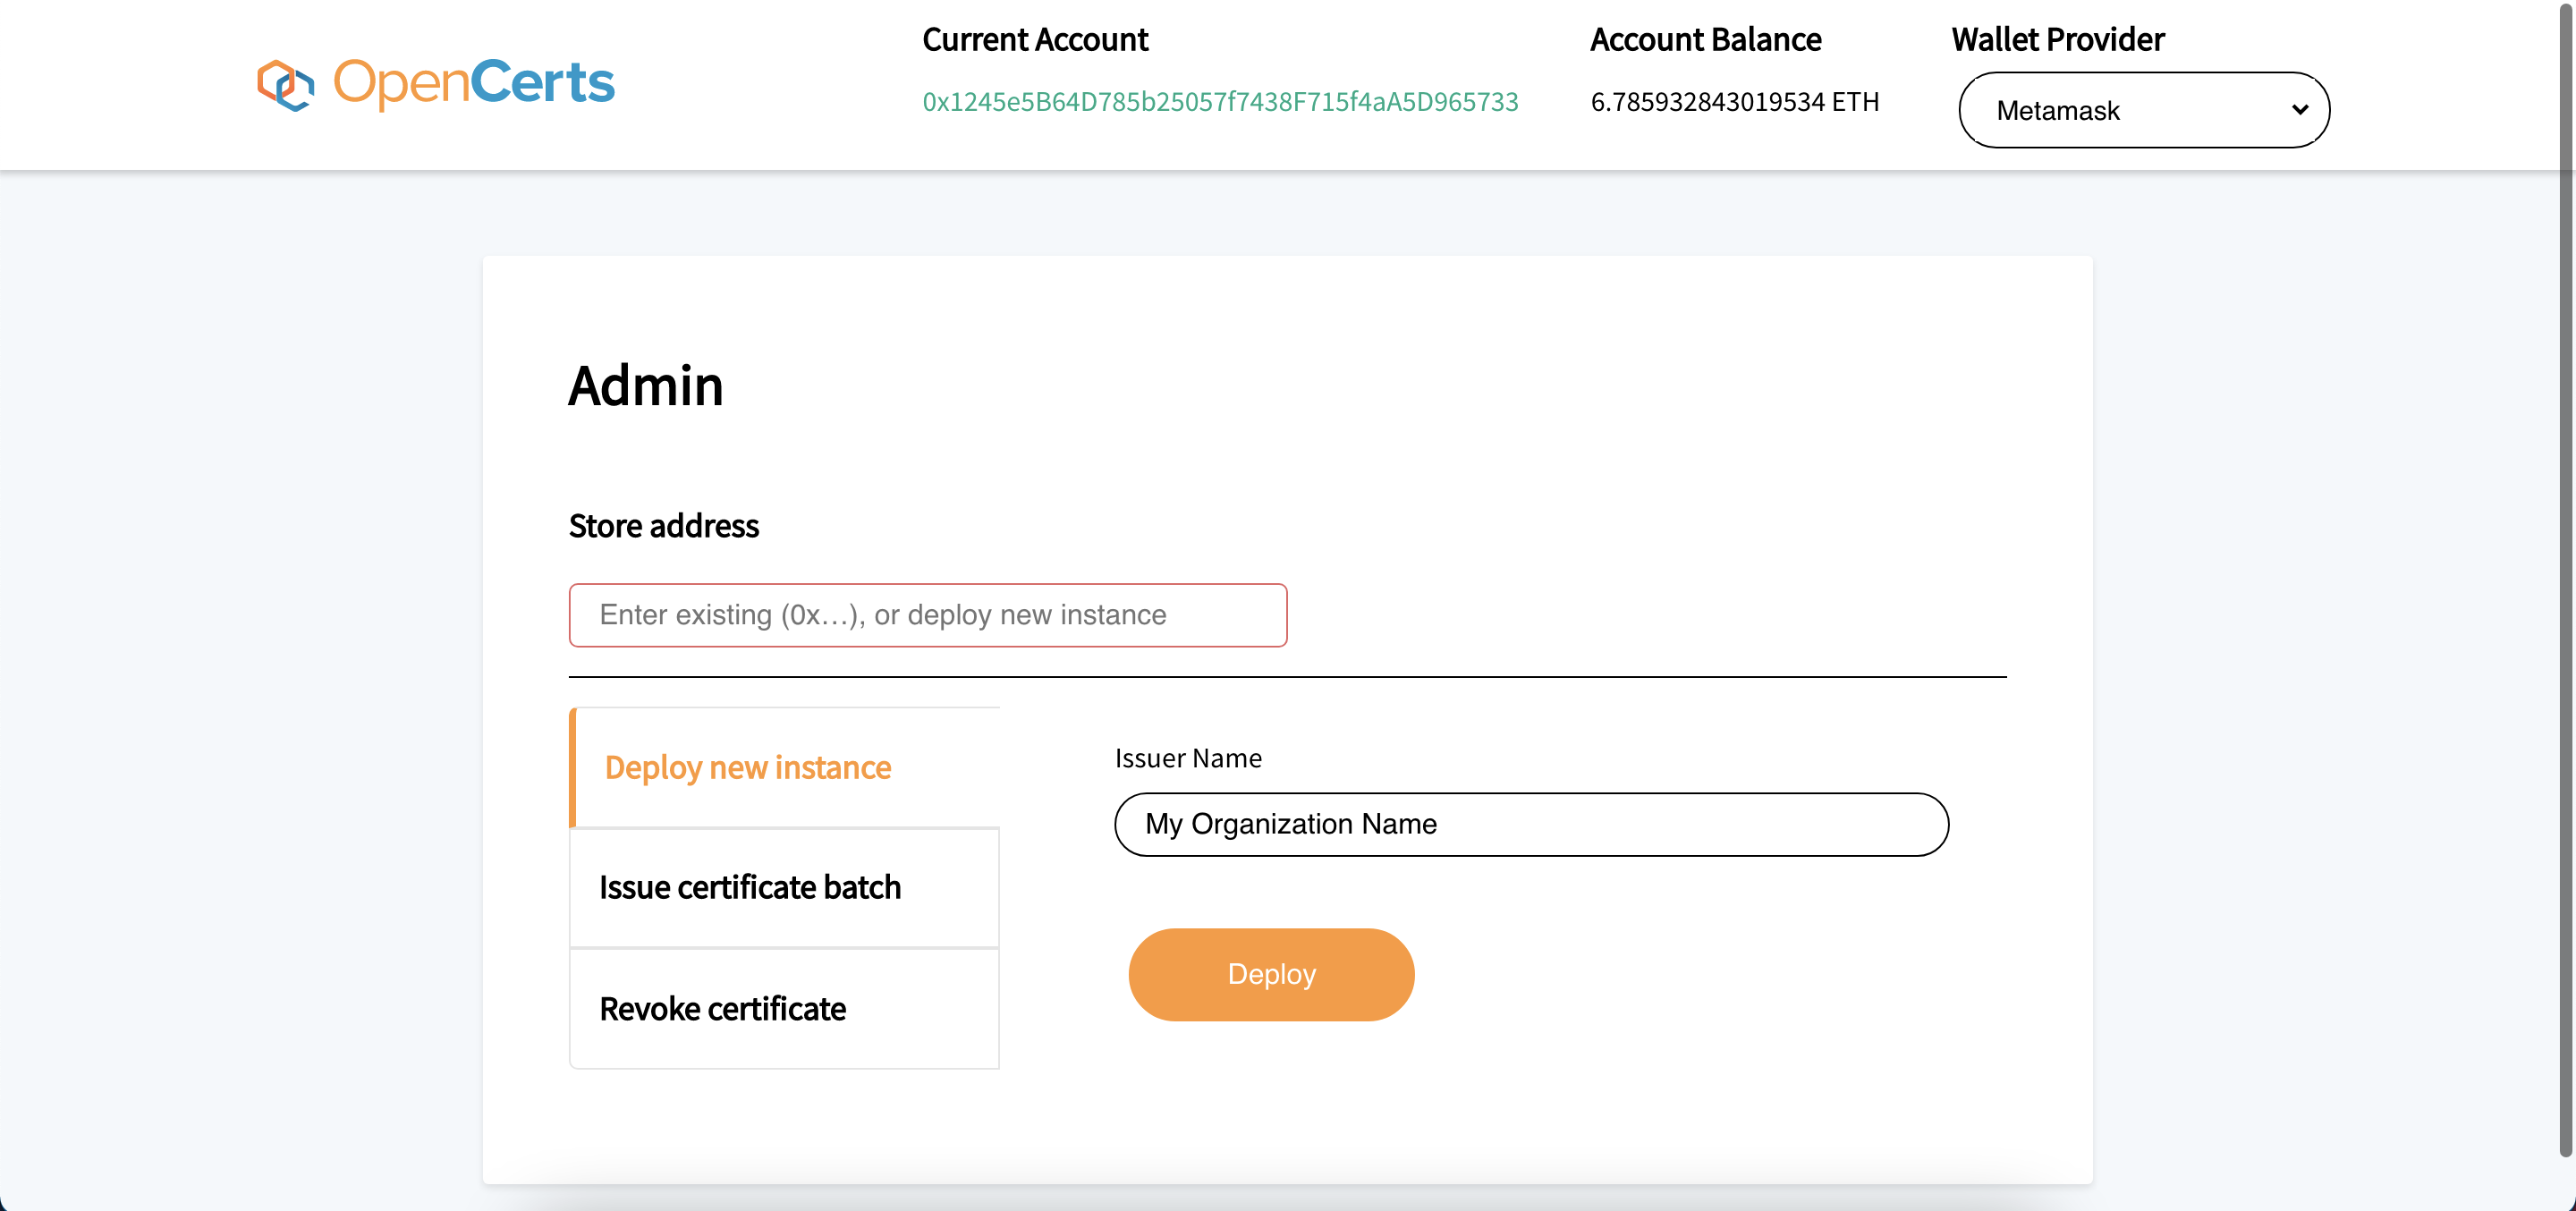 OpenCerts
Current Account
0x1245e5B64D785b25057f7438F715f4aA5D965733
Account Balance
6.785932843019534 ETH
Wallet Provider
Metamask
Admin
Store address
Enter existing (0x...), or deploy new instance
Deploy new instance
Issue certificate batch
Revoke certificate
Issuer Name
My Organization Name
Deploy